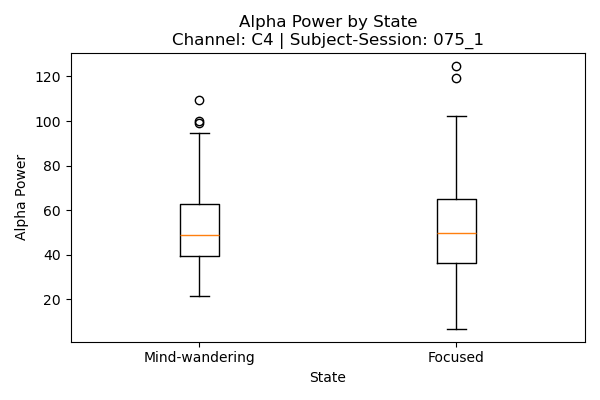 Alpha Power by State
Channel: C4 | Subject-Session: 075_1
120
100
80
60
40
20
Alpha Power
Mind-wandering
Focused
State